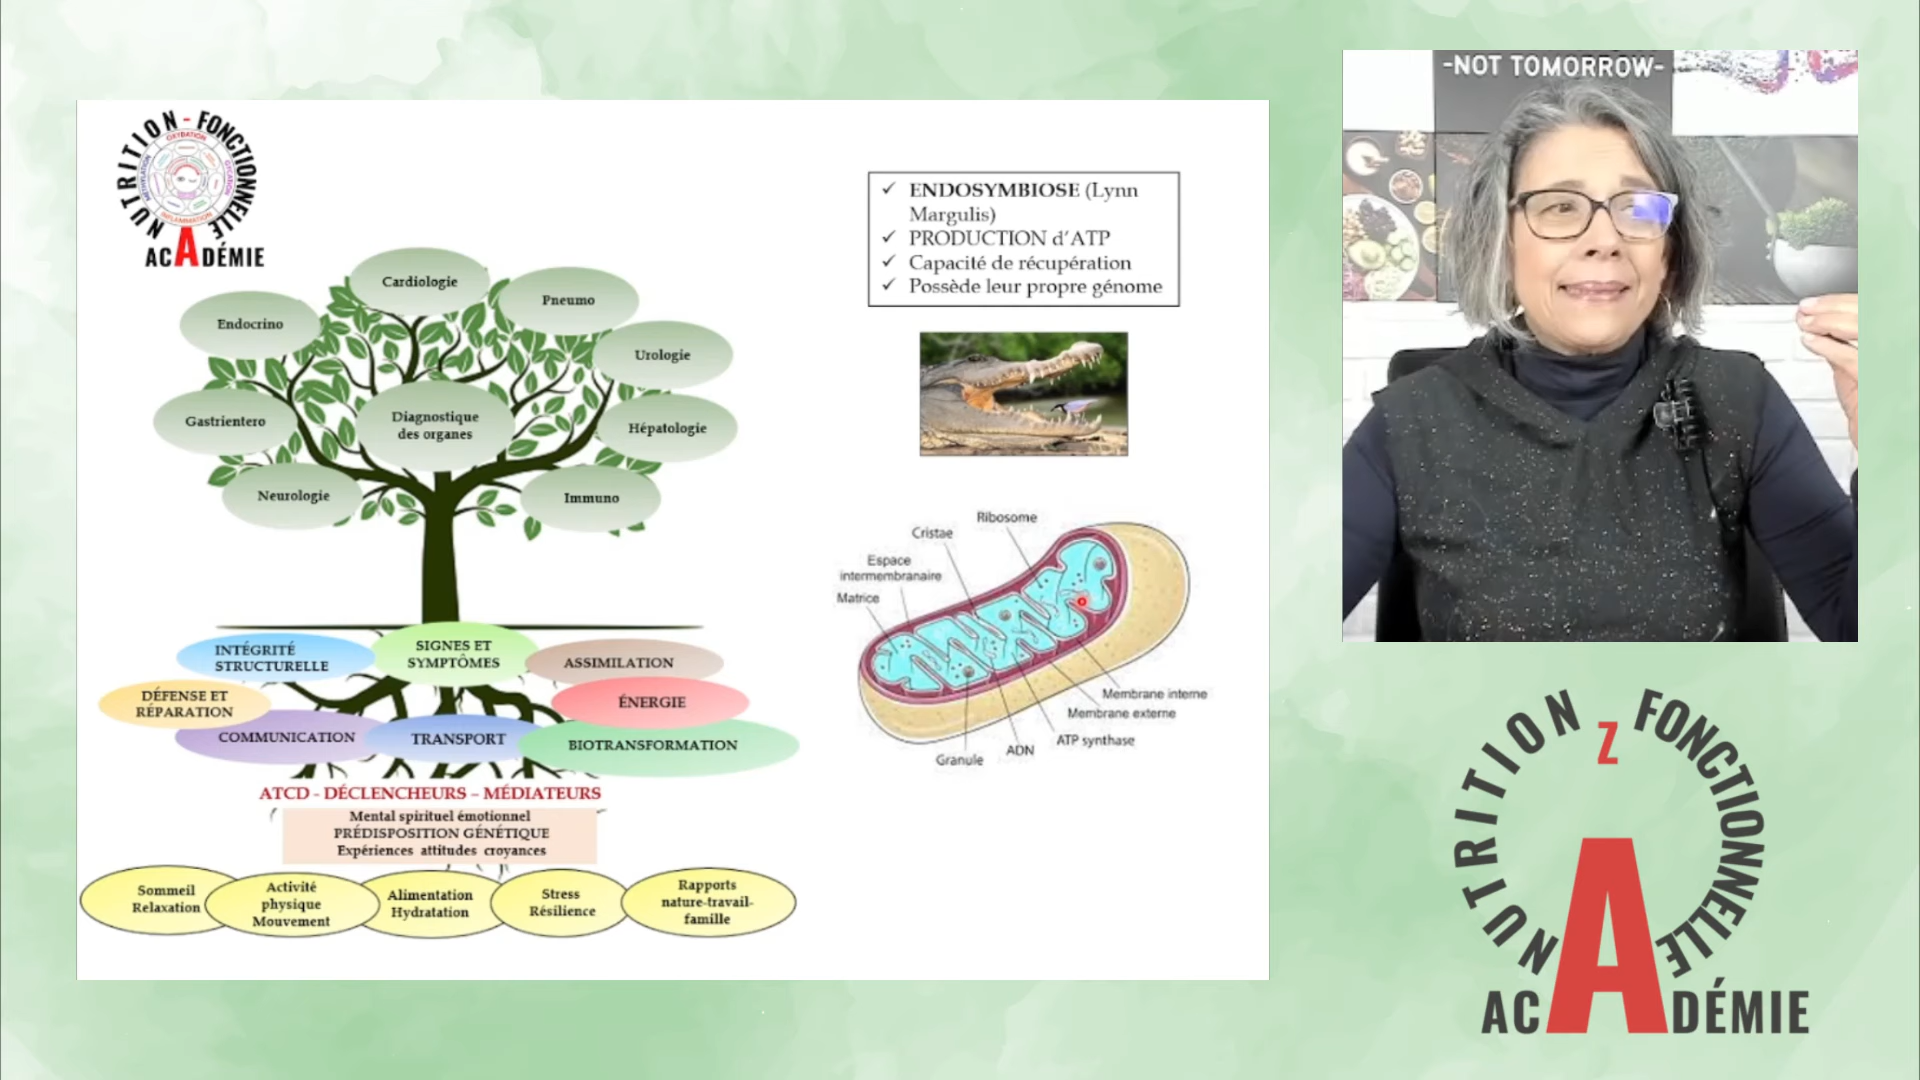 NUTRITION - FONCTIONNELLE
OXYDATION
INFLAMMATION
ACADÉMIE
Cardiologie
Pneumo
Endocrino
Urologie
Gastrientero
Diagnostique
des organes
Hépatologie
Neurologie
Immuno
INTÉGRITÉ
STRUCTURELLE
SIGNES ET
SYMPTÔMES
ASSIMILATION
DÉFENSE ET
RÉPARATION
ÉNERGIE
COMMUNICATION
TRANSPORT
BIOTRANSFORMATION
ATCD - DÉCLENCHEURS – MÉDIATEURS
Mental spirituel émotionnel
PRÉDISPOSITION GÉNÉTIQUE
Expériences attitudes croyances
Sommeil
Relaxation
Activité
physique
Mouvement
Alimentation
Hydratation
Stress
Résilience
Rapports
nature-travail-
famille
✓ ENDOSYMBIOSE (Lynn
Margulis)
✓ PRODUCTION d'ATP
✓ Capacité de récupération
✓ Possède leur propre génome
Ribosome
Cristae
Espace
intermembranaire
Matrice
Membrane interne
Membrane externe
ATP synthase
ADN
Granule
-NOT TOMORROW-
NUTRITION Z FONCTIONNELLE
ACADÉMIE